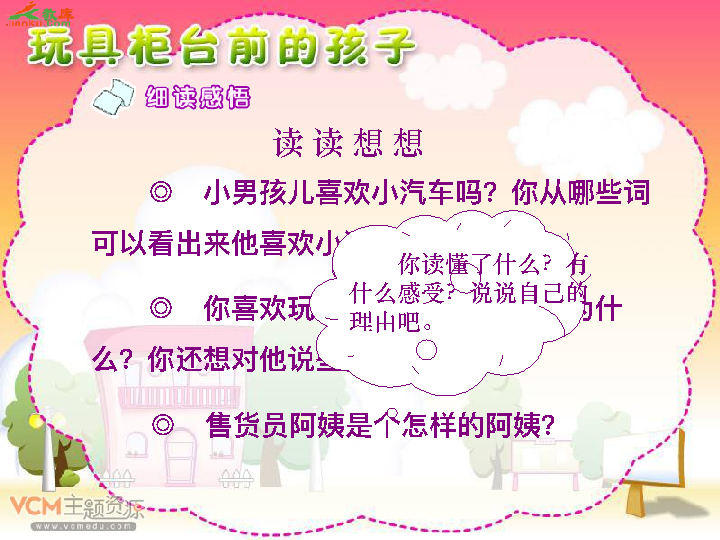 玩具柜台前的孩子
细读感悟
读读想想
◎ 小男孩儿喜欢小汽车吗？你从哪些词
可以看出来他喜欢小
你读懂了什么？有
什么感受？说说自己的
理由吧。
◎ 你喜欢玩
什
么？你还想对他说
◎ 售货员阿姨是个怎样的阿姨？
VCM主题资源
www.vcmedu.com